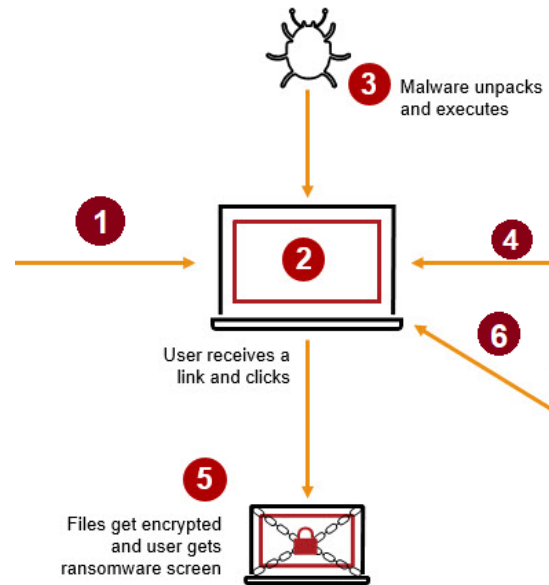 3
Malware unpacks
and executes
1
2
4
6
User receives a
link and clicks
5
Files get encrypted
and user gets
ransomware screen